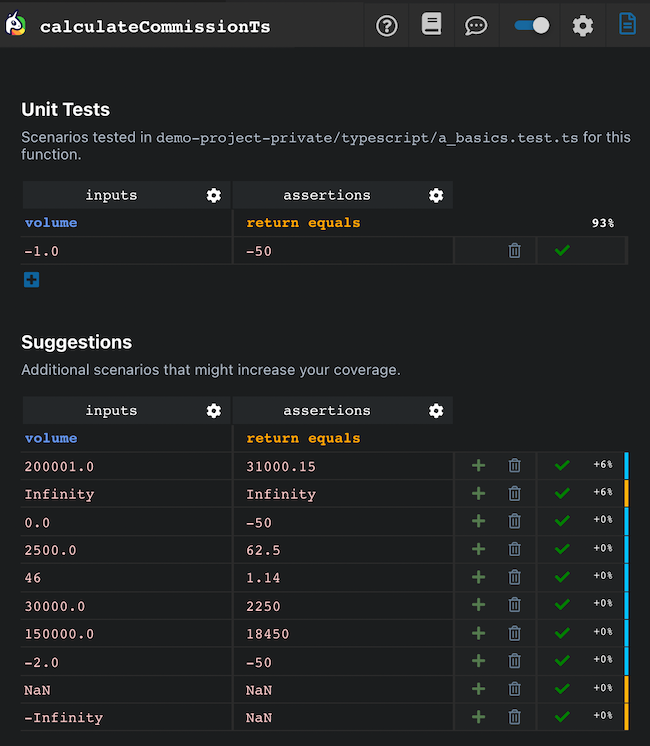 calculateCommissionTs
Unit Tests
Scenarios tested in demo-project-private/typescript/a_basics.test.ts for this
function.
inputs assertions
volume return equals 93%
-1.0 -50
Suggestions
Additional scenarios that might increase your coverage.
inputs assertions
volume return equals
200001.0 31000.15 +6%
Infinity Infinity +6%
0.0 -50 +0%
2500.0 62.5 +0%
46 1.14 +0%
30000.0 2250 +0%
150000.0 18450 +0%
-2.0 -50 +0%
NaN NaN +0%
-Infinity NaN +0%